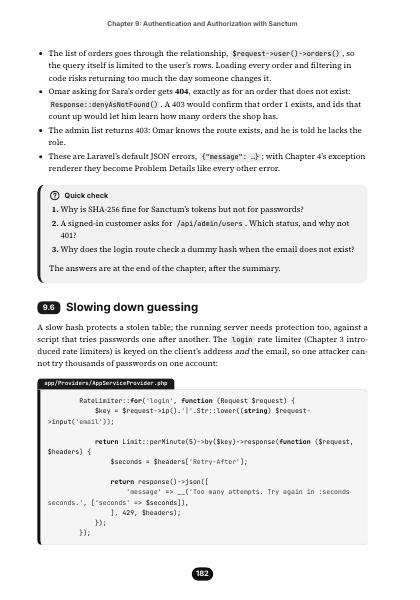 Chapter 9: Authentication and Authorization with Sanctum
• The list of orders goes through the relationship, $request->user()->orders(), so
the query itself is limited to the user's rows. Loading every order and filtering in
code risks returning too much the day someone changes it.
• Omar asking for Sara's order gets 404, exactly as for an order that does not exist:
Response::denyAsNotFound(). A 403 would confirm that order 1 exists, and ids that
count up would let him learn how many orders the shop has.
• The admin list returns 403: Omar knows the route exists, and he is told he lacks the
role.
• These are Laravel's default JSON errors, {"message": …}; with Chapter 4's exception
renderer they become Problem Details like every other error.
Quick check
1. Why is SHA-256 fine for Sanctum's tokens but not for passwords?
2. A signed-in customer asks for /api/admin/users. Which status, and why not
401?
3. Why does the login route check a dummy hash when the email does not exist?
The answers are at the end of the chapter, after the summary.
9.6 Slowing down guessing
A slow hash protects a stolen table; the running server needs protection too, against a
script that tries passwords one after another. The login rate limiter (Chapter 3 intro-
duced rate limiters) is keyed on the client's address and the email, so one attacker can-
not try thousands of passwords on one account:
app/Providers/AppServiceProvider.php
RateLimiter::for('login', function (Request $request) {
$key = $request->ip().'|'.Str::lower((string) $request-
>input('email'));
return Limit::perMinute(5)->by($key)->response(function ($request,
$headers) {
$seconds = $headers['Retry-After'];
return response()->json([
'message' => __('Too many attempts. Try again in :seconds
seconds.', ['seconds' => $seconds]),
], 429, $headers);
});
});
182